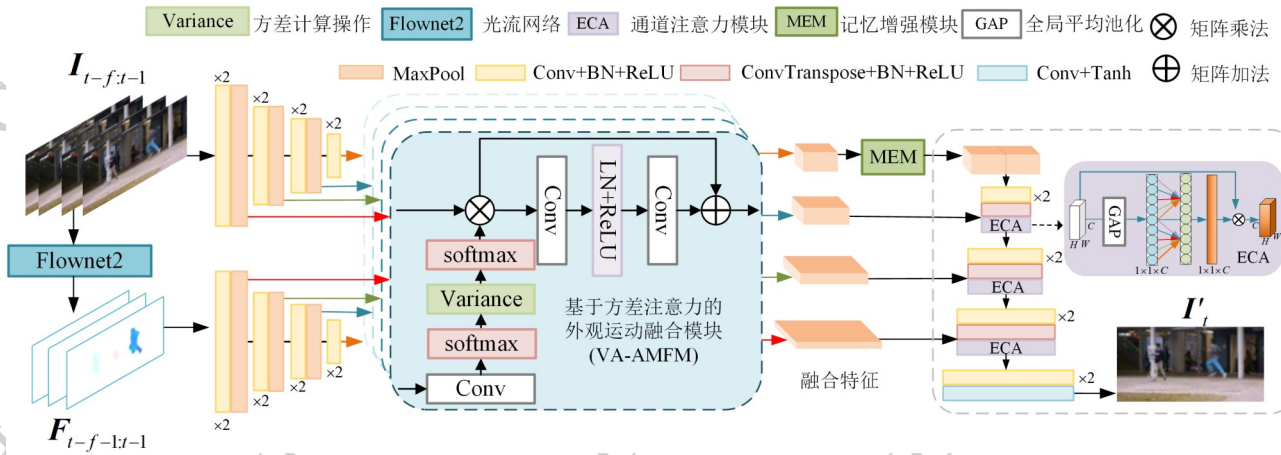 Variance 方差计算操作 Flownet2 光流网络 ECA 通道注意力模块 MEM 记忆增强模块 GAP 全局平均池化 矩阵乘法
MaxPool Conv+BN+ReLU ConvTranspose+BN+ReLU Conv+Tanh 矩阵加法
I t−f:t−1
×2
×2
×2
×2
Flownet2
F t−f−1:t−1
×2
×2
×2
×2
Conv
LN+ReLU
Conv
softmax
Variance
softmax
Conv
基于方差注意力的
外观运动融合模块
(VA-AMFM)
MEM
融合特征
×2
ECA
×2
ECA
×2
ECA
×2
GAP
C
H W
1×1×C
1×1×C
C
H W
ECA
I′t